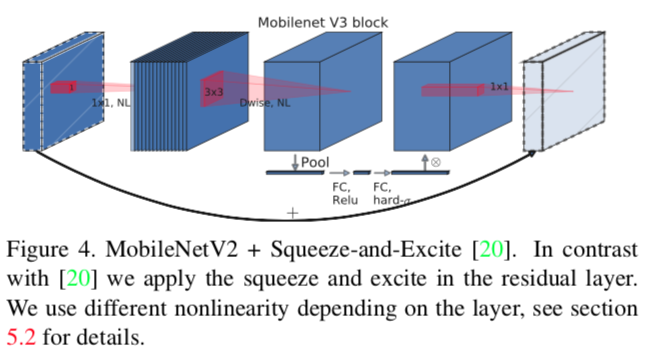 Mobilenet V3 block
1
1x1, NL
3x3
Dwise, NL
1x1
Pool
⊗
FC,
Relu
FC,
hard-σ
+
Figure 4. MobileNetV2 + Squeeze-and-Excite [20]. In contrast
with [20] we apply the squeeze and excite in the residual layer.
We use different nonlinearity depending on the layer, see section
5.2 for details.